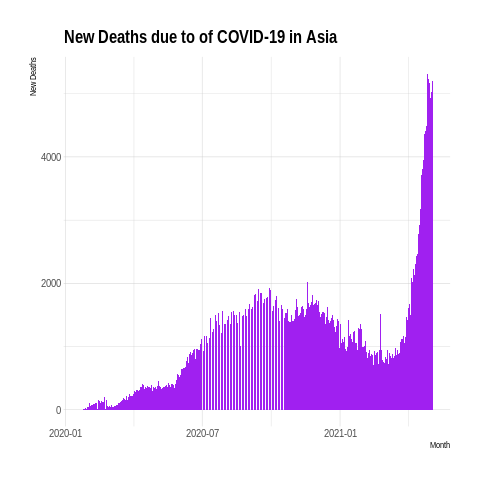 New Deaths due to of COVID-19 in Asia
New Deaths
4000
2000
0
2020-01
2020-07
2021-01
Month